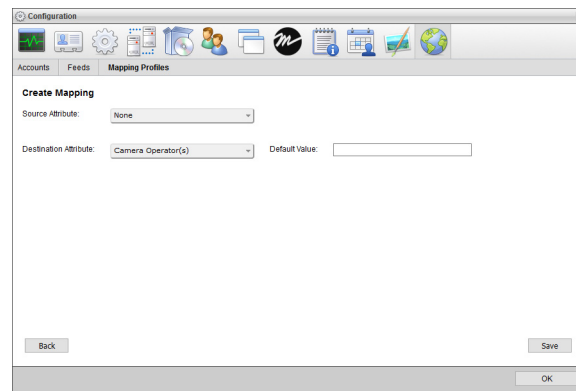 Configuration
Accounts Feeds Mapping Profiles
Create Mapping
Source Attribute: None
Destination Attribute: Camera Operator(s) Default Value:
Back Save
OK